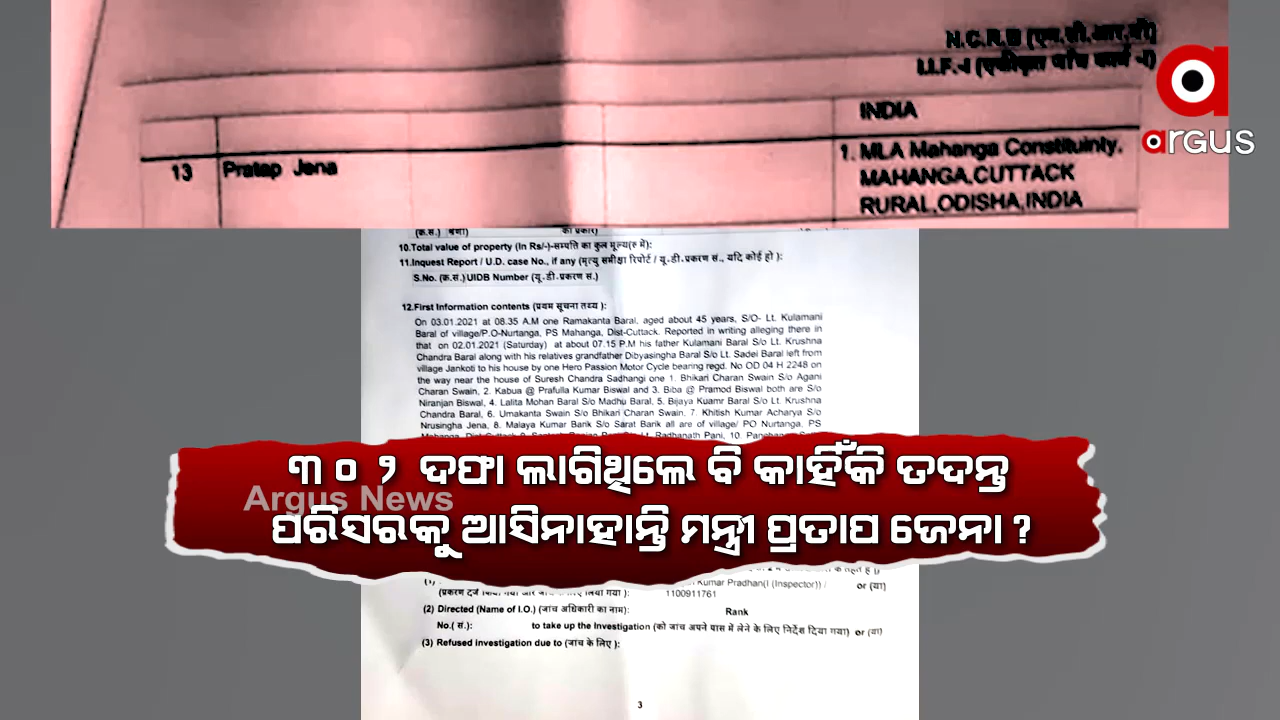 N.C.R.B (एन.सी.आर.बी)
I.I.F.-I (एकीकृत जाँच फार्म -I)
argus
INDIA
13 Pratap Jena 1. MLA Mahanga Constituinty,
MAHANGA,CUTTACK
RURAL,ODISHA,INDIA
10.Total value of property (In Rs/-)-सम्पति का कुल मूल्य(रु में):
11.Inquest Report / U.D. case No., if any (मृत्यु समीक्षा रिपोर्ट / यू.डी.प्रकरण सं., यदि कोई हो ):
S.No. (क.सं.) UIDB Number (यू.डी.प्रकरण सं.)
12.First Information contents (प्रथम सूचना तथ्य ):
On 03.01.2021 at 08.35 A.M one Ramakanta Baral, aged about 45 years, S/O- Lt. Kulamani
Baral of village/P.O-Nurtanga, PS Mahanga, Dist-Cuttack. Reported in writing alleging there in
that on 02.01.2021 (Saturday) at about 07.15 P.M his father Kulamani Baral S/o Lt. Krushna
Chandra Baral along with his relatives grandfather Dibyasingha Baral S/o Lt. Sadei Baral left from
village Jankoti to his house by one Hero Passion Motor Cycle bearing regd. No OD 04 H 2248 on
the way near the house of Suresh Chandra Sadhangi one 1. Bhikari Charan Swain S/o Agani
Charan Swain, 2. Kabua @ Prafulla Kumar Biswal and 3. Biba @ Pramod Biswal both are S/o
Niranjan Biswal, 4. Lalita Mohan Baral S/o Madhu Baral, 5. Bijaya Kuamr Baral S/o Lt. Krushna
Chandra Baral, 6. Umakanta Swain S/o Bhikari Charan Swain, 7. Khitish Kumar Acharya S/o
Nrusingha Jena, 8. Malaya Kumar Barik S/o Sarat Barik all are of village/ PO Nurtanga, PS
୩୦୨ ଦଫା ଲାଗିଥିଲେ ବି କାହିଁକି ତଦନ୍ତ
Argus News
ପରିସରକୁ ଆସିନାହାନ୍ତି ମନ୍ତ୍ରୀ ପ୍ରତାପ ଜେନା ?
Kumar Pradhan(I (Inspector)) / or (या)
1100911761
(2) Directed (Name of I.O.) (जांच अधिकारी का नाम): Rank
No.( सं.): to take up the Investigation (को जांच अपने पास में लेने के लिए निर्देश दिया गया) or (या)
(3) Refused investigation due to (जांच के लिए ):
3